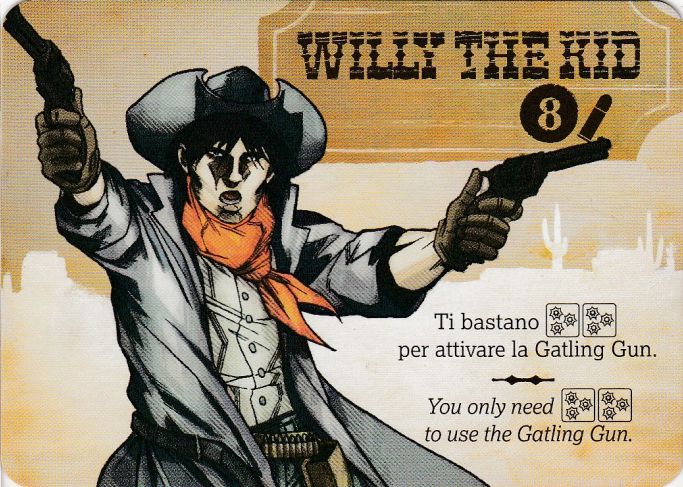 WILLY THE KID
8
Ti bastano
per attivare la Gatling Gun.
You only need
to use the Gatling Gun.